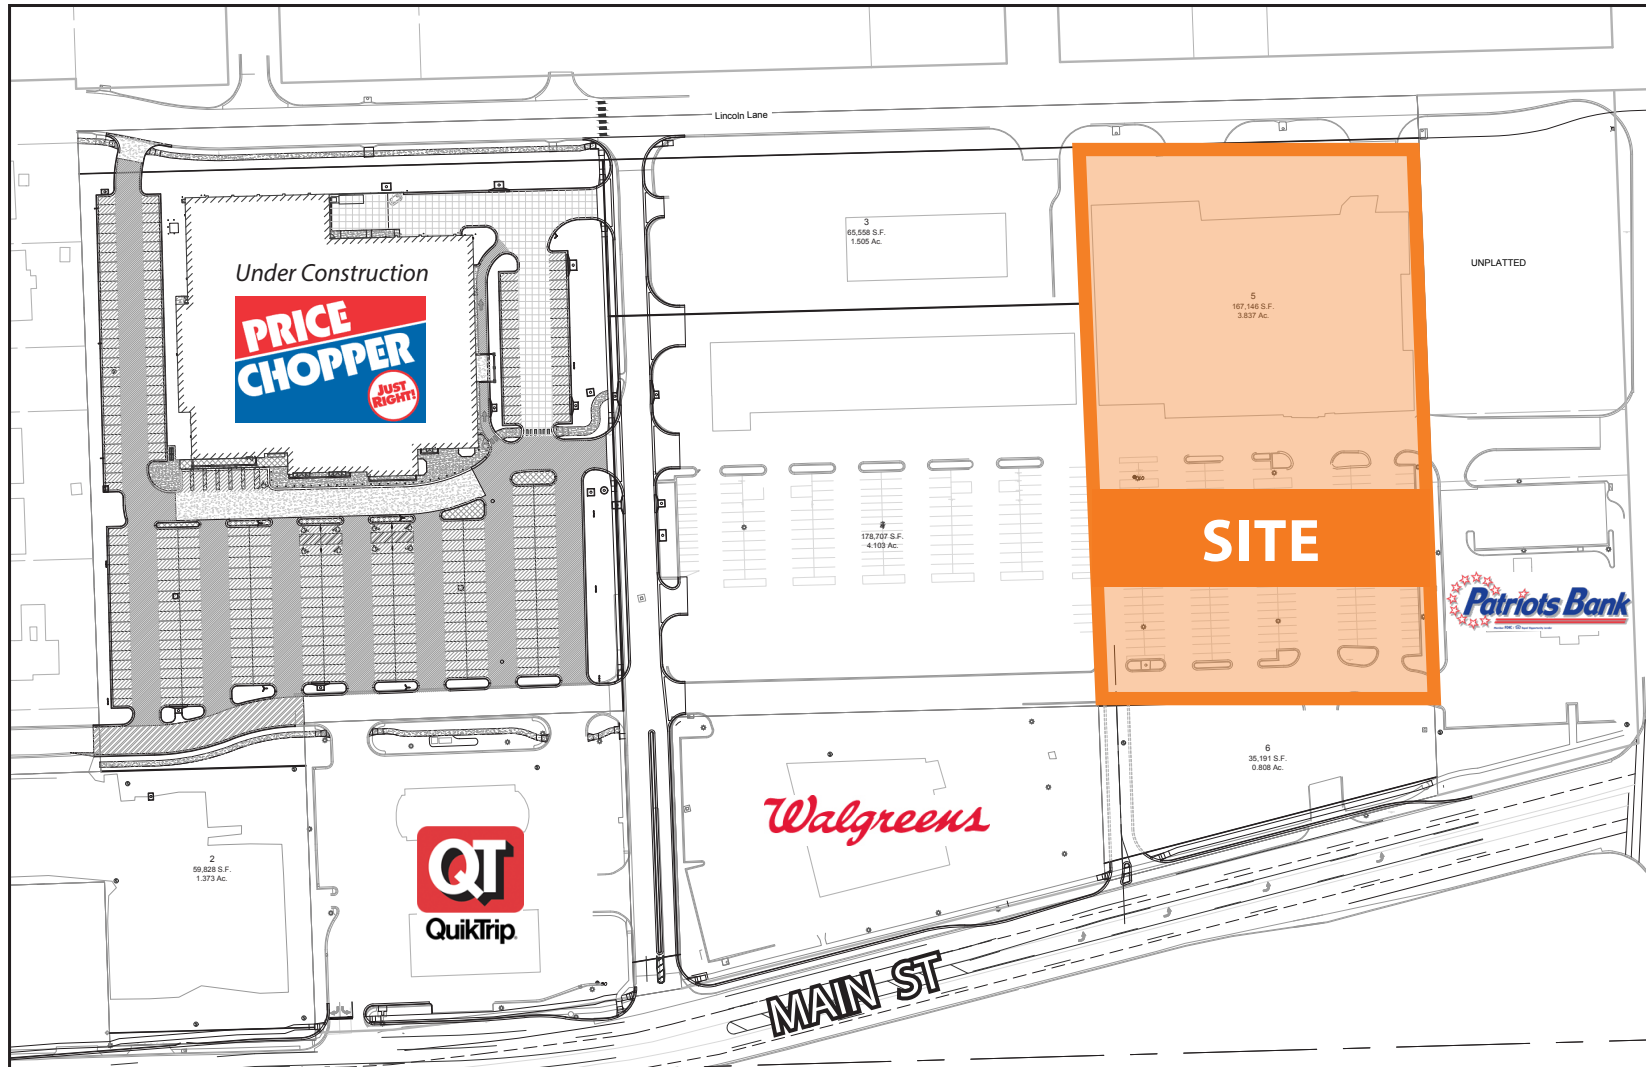 Lincoln Lane
3
65,558 S.F.
1.505 Ac.
UNPLATTED
Under Construction
PRICE
CHOPPER
JUST
RIGHT!
5
167,146 S.F.
3.837 Ac.
4
178,707 S.F.
4.103 Ac.
SITE
Patriots Bank
6
35,191 S.F.
0.808 Ac.
Walgreens
2
59,828 S.F.
1.373 Ac.
QT
QuikTrip
MAIN ST